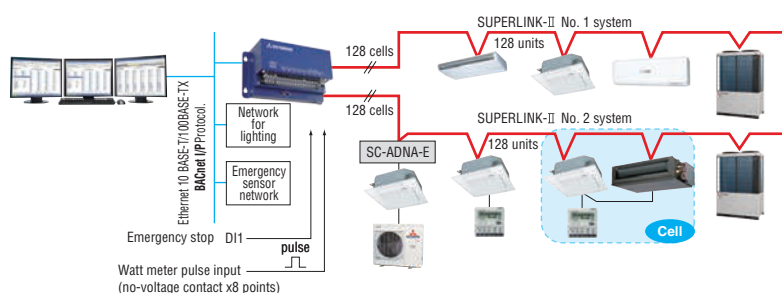 SUPERLINK-II No. 1 system
128 cells
128 units
128 cells
SUPERLINK-II No. 2 system
128 units
Ethernet 10 BASE-T/100BASE-TX
BACnet I/PProtocol.
Network
for
lighting
SC-ADNA-E
Emergency
sensor
network
Cell
Emergency stop DI1
pulse
Watt meter pulse input
(no-voltage contact x8 points)